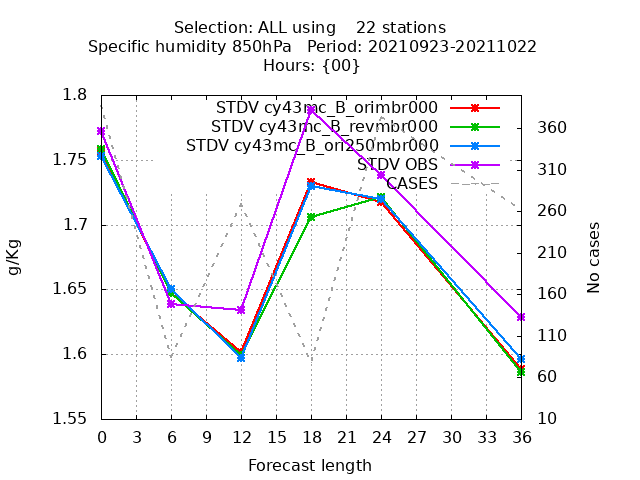 Selection: ALL using    22 stations
Specific humidity 850hPa   Period: 20210923-20211022
Hours: {00}
STDV cy43mc_B_orimbr000
STDV cy43mc_B_revmbr000
STDV cy43mc_B_ori250mbr000
STDV OBS
CASES
g/Kg
1.8
1.75
1.7
1.65
1.6
1.55
No cases
360
310
260
210
160
110
60
10
0 3 6 9 12 15 18 21 24 27 30 33 36
Forecast length